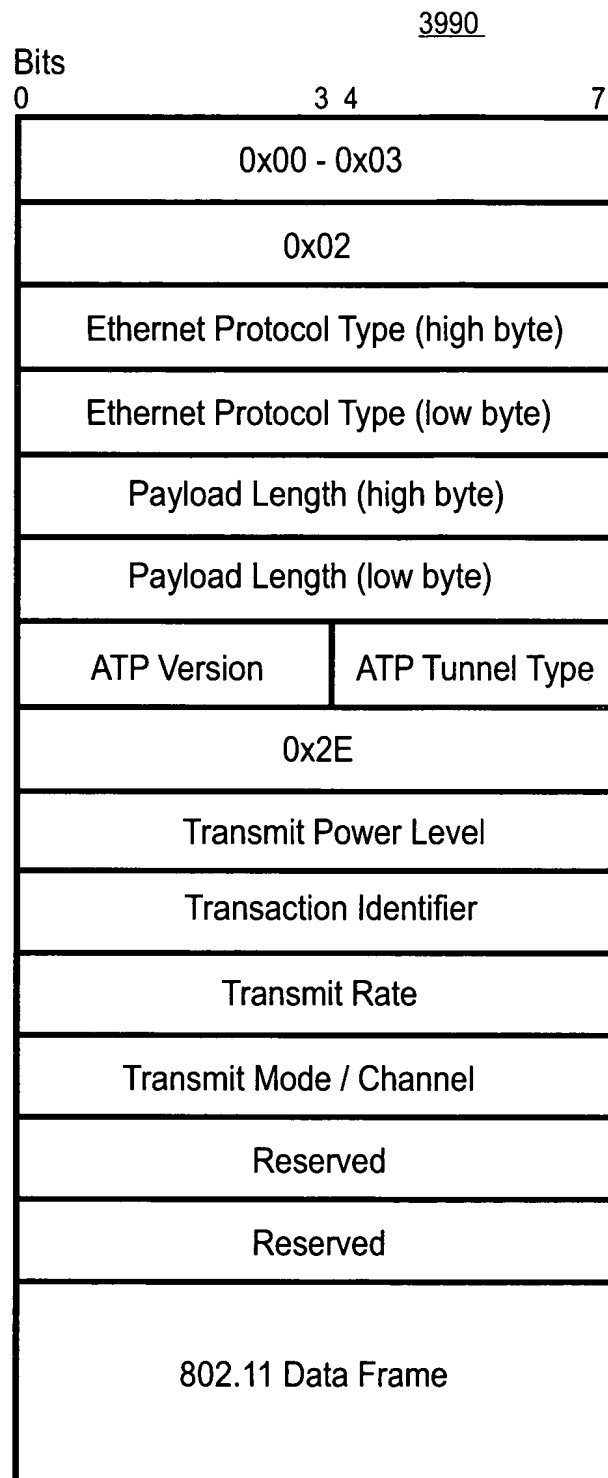 3990
Bits
0 3 4 7
0x00 - 0x03
0x02
Ethernet Protocol Type (high byte)
Ethernet Protocol Type (low byte)
Payload Length (high byte)
Payload Length (low byte)
ATP Version ATP Tunnel Type
0x2E
Transmit Power Level
Transaction Identifier
Transmit Rate
Transmit Mode / Channel
Reserved
Reserved
802.11 Data Frame